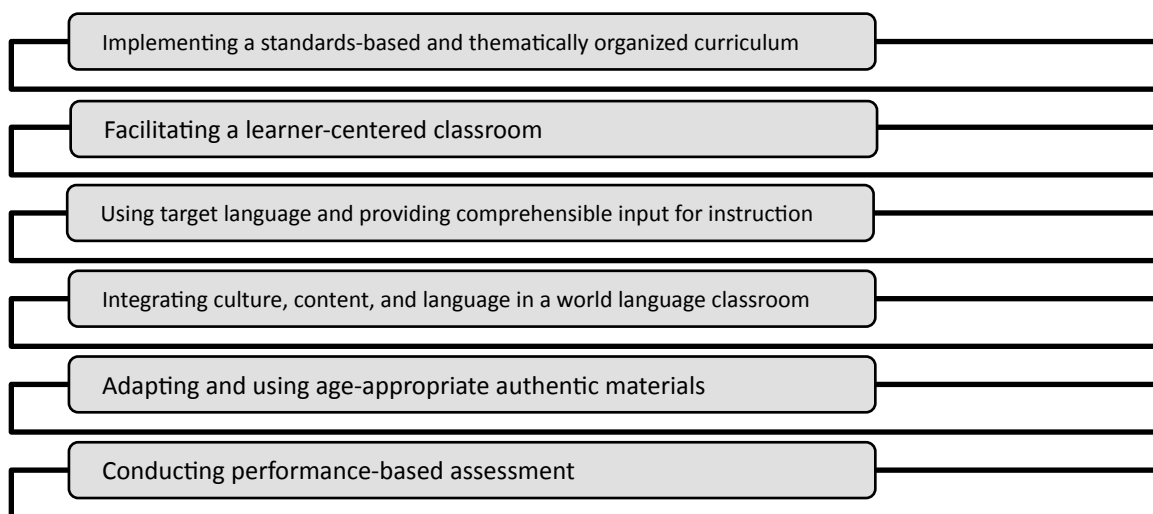 Implementing a standards-based and thematically organized curriculum
Facilitating a learner-centered classroom
Using target language and providing comprehensible input for instruction
Integrating culture, content, and language in a world language classroom
Adapting and using age-appropriate authentic materials
Conducting performance-based assessment